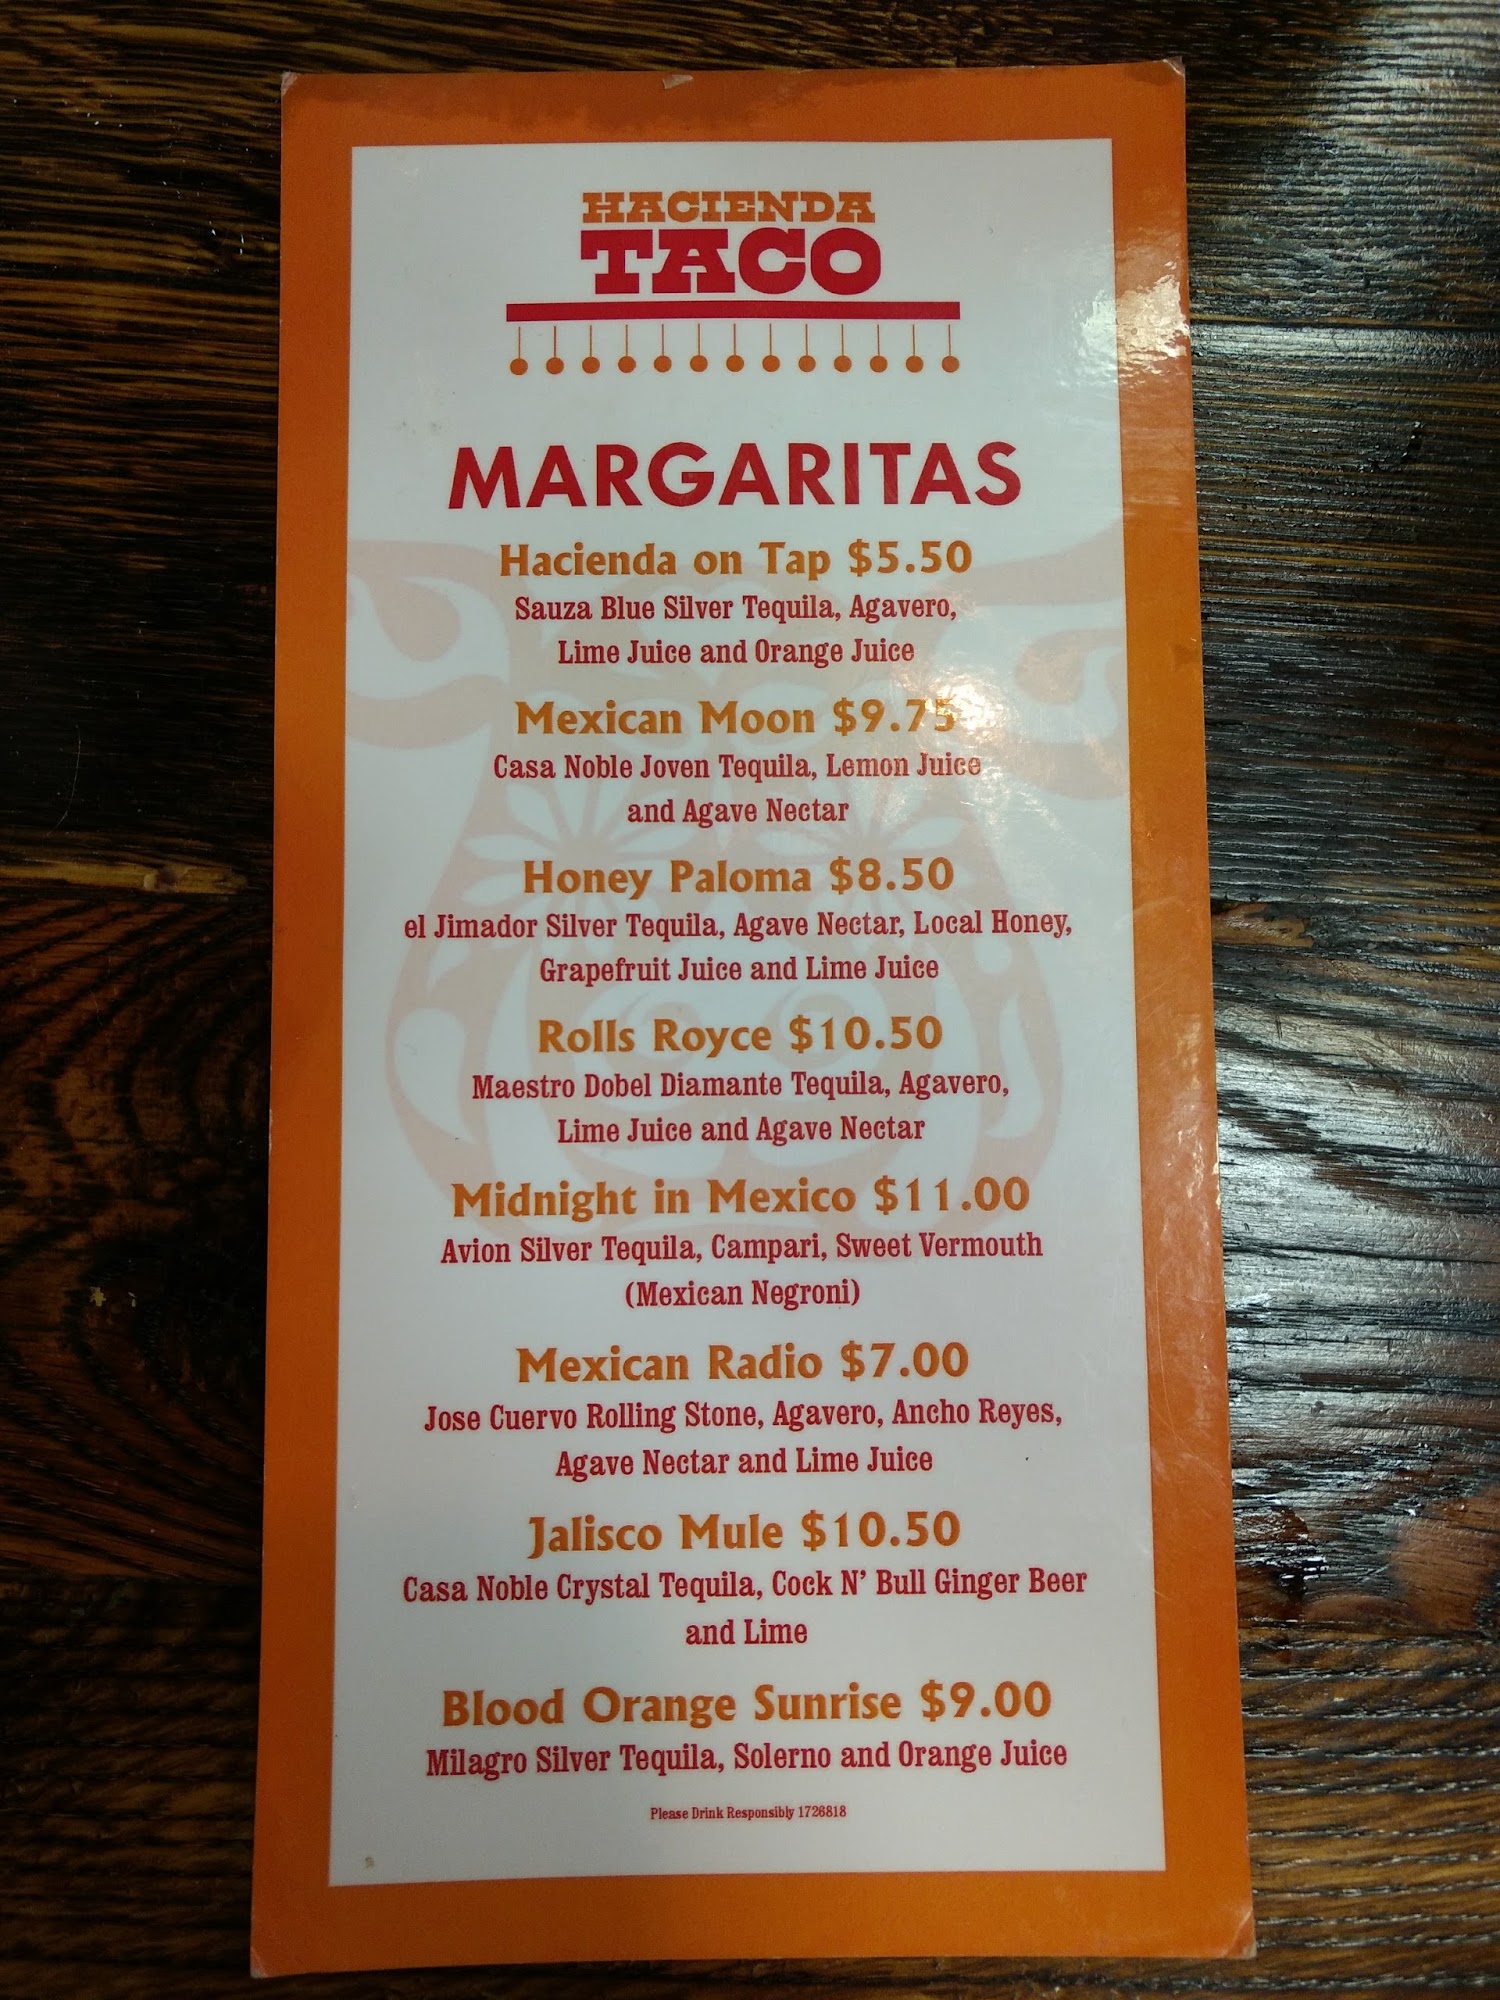 HACIENDA
TACO
MARGARITAS
Hacienda on Tap $5.50
Sauza Blue Silver Tequila, Agavero,
Lime Juice and Orange Juice
Mexican Moon $9.75
Casa Noble Joven Tequila, Lemon Juice
and Agave Nectar
Honey Paloma $8.50
el Jimador Silver Tequila, Agave Nectar, Local Honey,
Grapefruit Juice and Lime Juice
Rolls Royce $10.50
Maestro Dobel Diamante Tequila, Agavero,
Lime Juice and Agave Nectar
Midnight in Mexico $11.00
Avion Silver Tequila, Campari, Sweet Vermouth
(Mexican Negroni)
Mexican Radio $7.00
Jose Cuervo Rolling Stone, Agavero, Ancho Reyes,
Agave Nectar and Lime Juice
Jalisco Mule $10.50
Casa Noble Crystal Tequila, Cock N' Bull Ginger Beer
and Lime
Blood Orange Sunrise $9.00
Milagro Silver Tequila, Solerno and Orange Juice
Please Drink Responsibly 1726818